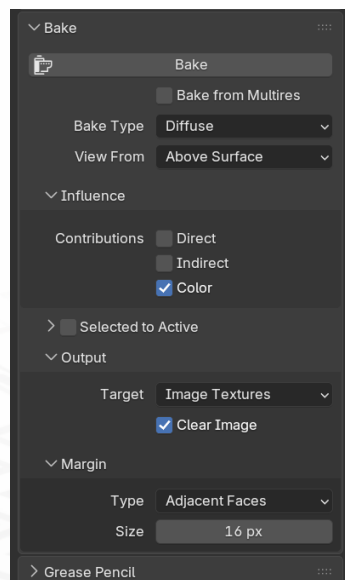 Bake
Bake
Bake from Multires
Bake Type Diffuse
View From Above Surface
Influence
Contributions Direct
Indirect
Color
Selected to Active
Output
Target Image Textures
Clear Image
Margin
Type Adjacent Faces
Size 16 px
Grease Pencil